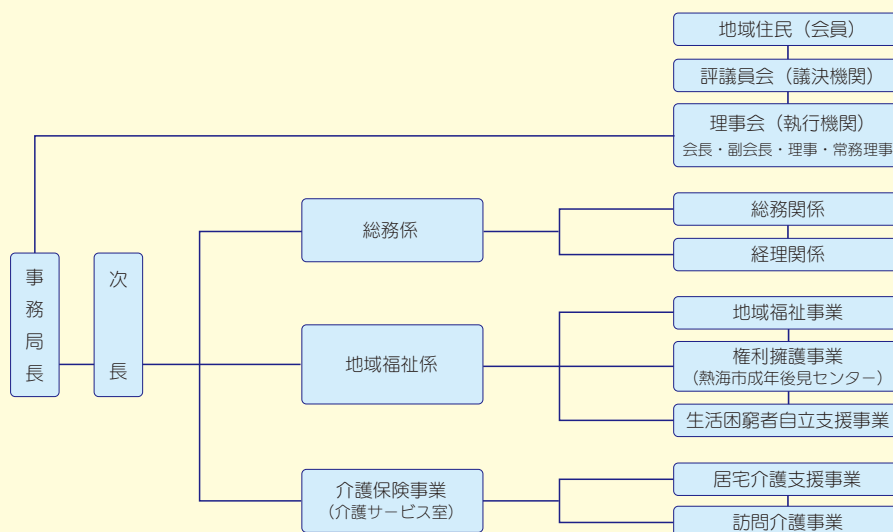 地域住民（会員）
評議員会（議決機関）
理事会（執行機関）
会長・副会長・理事・常務理事
事務局長
次長
総務係
総務関係
経理関係
地域福祉係
地域福祉事業
権利擁護事業
（熱海市成年後見センター）
生活困窮者自立支援事業
介護保険事業
（介護サービス室）
居宅介護支援事業
訪問介護事業